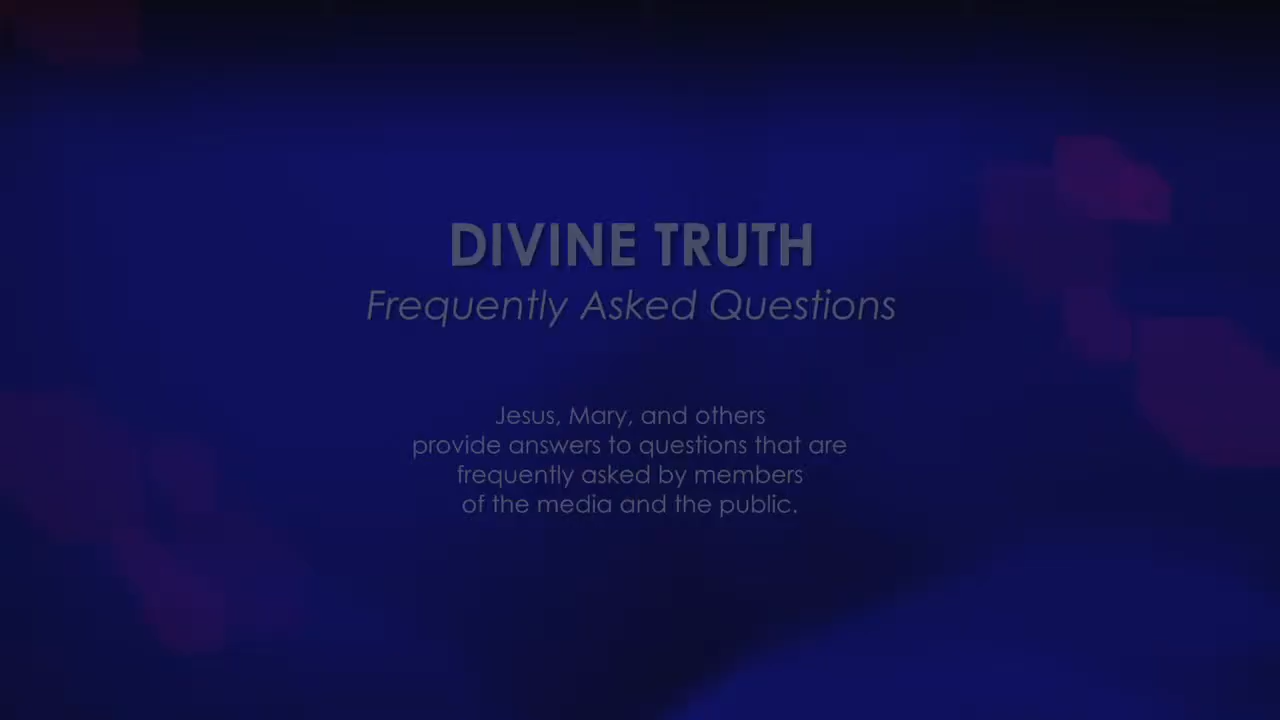 DIVINE TRUTH
Frequently Asked Questions
Jesus, Mary, and others
provide answers to questions that are
frequently asked by members
of the media and the public.